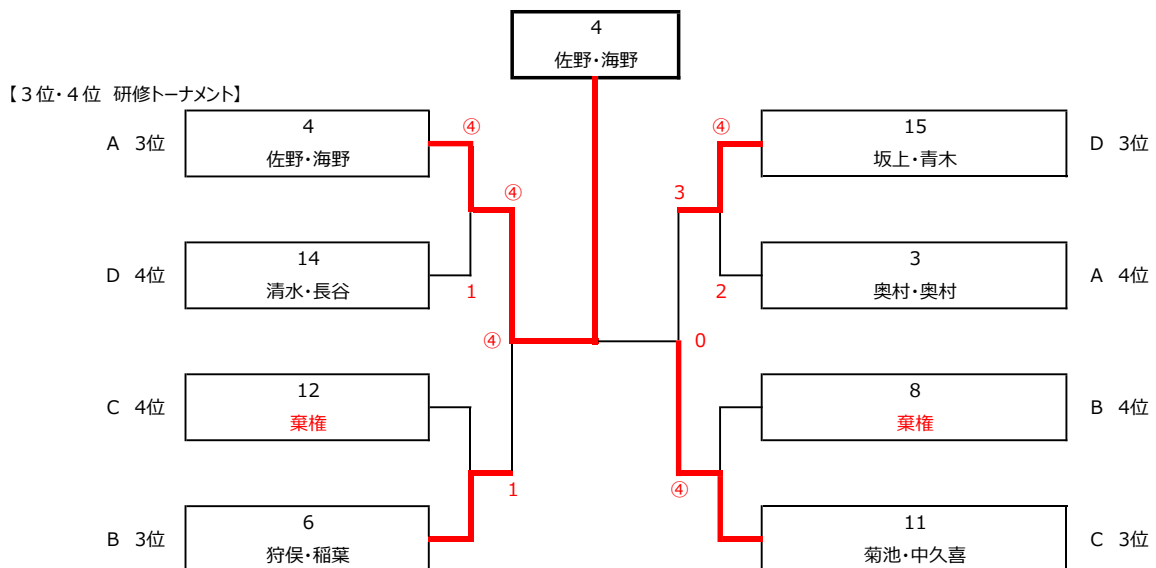 4
佐野・海野
【３位・４位 研修トーナメント】
A 3位
4
佐野・海野
④
④
15
坂上・青木
D 3位
④
3
D 4位
14
清水・長谷
1
3
奥村・奥村
A 4位
2
④
0
C 4位
12
棄権
8
棄権
B 4位
1
④
B 3位
6
狩俣・稲葉
11
菊池・中久喜
C 3位